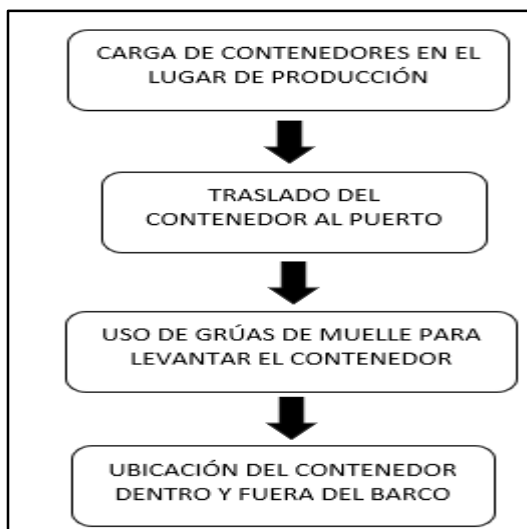 CARGA DE CONTENEDORES EN EL
LUGAR DE PRODUCCIÓN
TRASLADO DEL
CONTENEDOR AL PUERTO
USO DE GRÚAS DE MUELLE PARA
LEVANTAR EL CONTENEDOR
UBICACIÓN DEL CONTENEDOR
DENTRO Y FUERA DEL BARCO